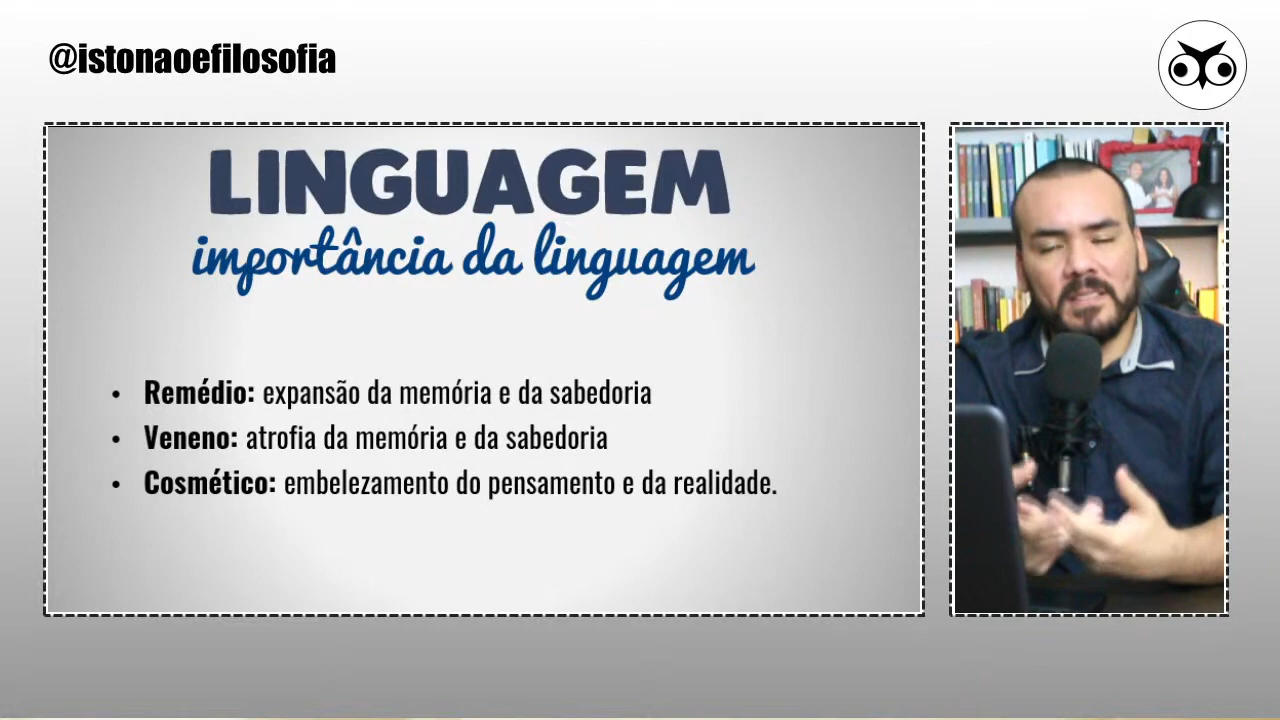 @istonaoefilosofia
LINGUAGEM
importância da linguagem
• Remédio: expansão da memória e da sabedoria
• Veneno: atrofia da memória e da sabedoria
• Cosmético: embelezamento do pensamento e da realidade.